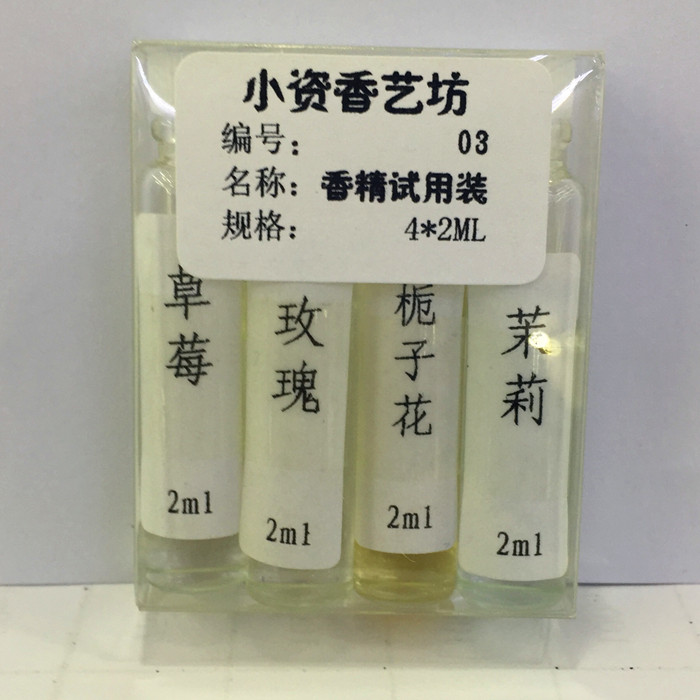 小资香艺坊
编号: 03
名称: 香精试用装
规格: 4*2ML
草莓
2ml
玫瑰
2ml
栀子花
2ml
茉莉
2ml